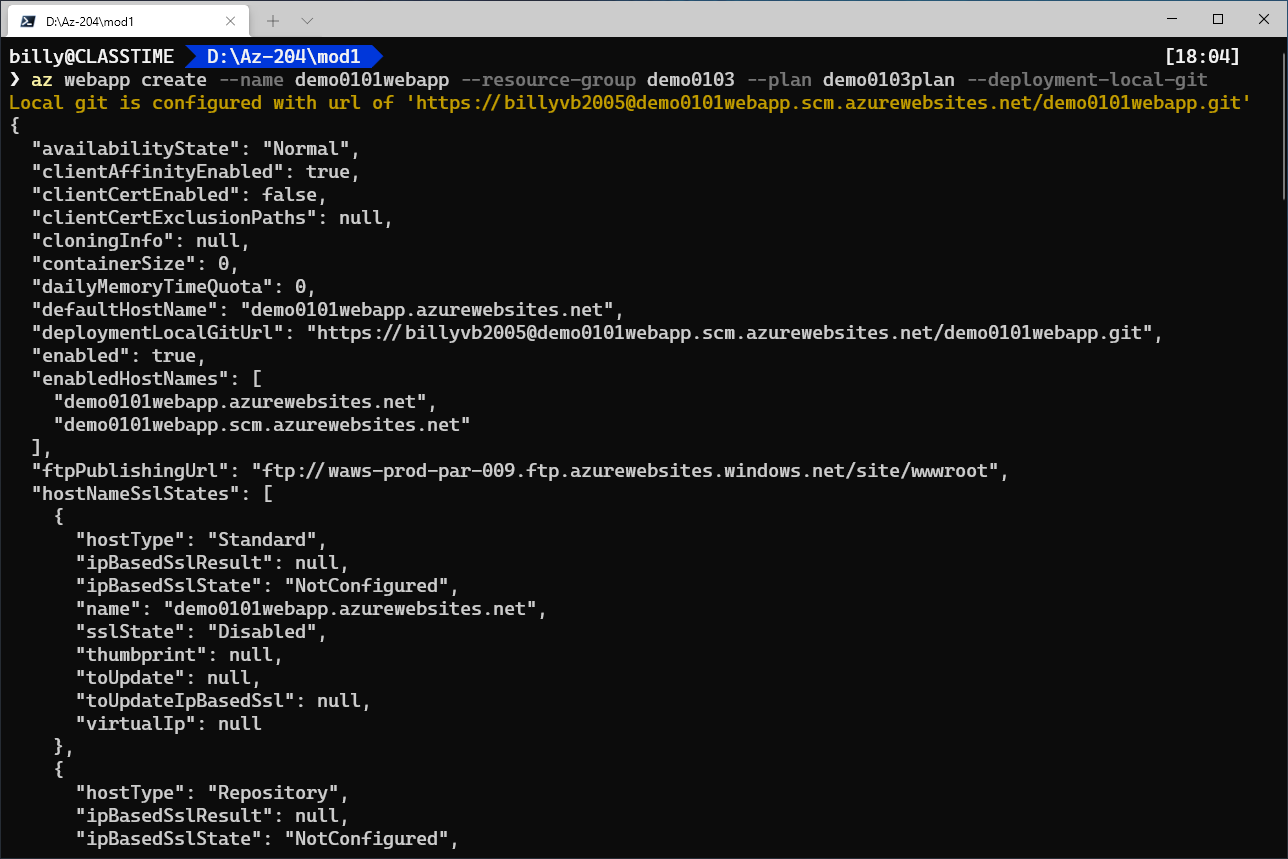 D:\Az-204\mod1
billy@CLASSTIME D:\Az-204\mod1 [18:04]
❯ az webapp create --name demo0101webapp --resource-group demo0103 --plan demo0103plan --deployment-local-git
Local git is configured with url of 'https://billyvb2005@demo0101webapp.scm.azurewebsites.net/demo0101webapp.git'
{
  "availabilityState": "Normal",
  "clientAffinityEnabled": true,
  "clientCertEnabled": false,
  "clientCertExclusionPaths": null,
  "cloningInfo": null,
  "containerSize": 0,
  "dailyMemoryTimeQuota": 0,
  "defaultHostName": "demo0101webapp.azurewebsites.net",
  "deploymentLocalGitUrl": "https://billyvb2005@demo0101webapp.scm.azurewebsites.net/demo0101webapp.git",
  "enabled": true,
  "enabledHostNames": [
    "demo0101webapp.azurewebsites.net",
    "demo0101webapp.scm.azurewebsites.net"
  ],
  "ftpPublishingUrl": "ftp://waws-prod-par-009.ftp.azurewebsites.windows.net/site/wwwroot",
  "hostNameSslStates": [
    {
      "hostType": "Standard",
      "ipBasedSslResult": null,
      "ipBasedSslState": "NotConfigured",
      "name": "demo0101webapp.azurewebsites.net",
      "sslState": "Disabled",
      "thumbprint": null,
      "toUpdate": null,
      "toUpdateIpBasedSsl": null,
      "virtualIp": null
    },
    {
      "hostType": "Repository",
      "ipBasedSslResult": null,
      "ipBasedSslState": "NotConfigured",